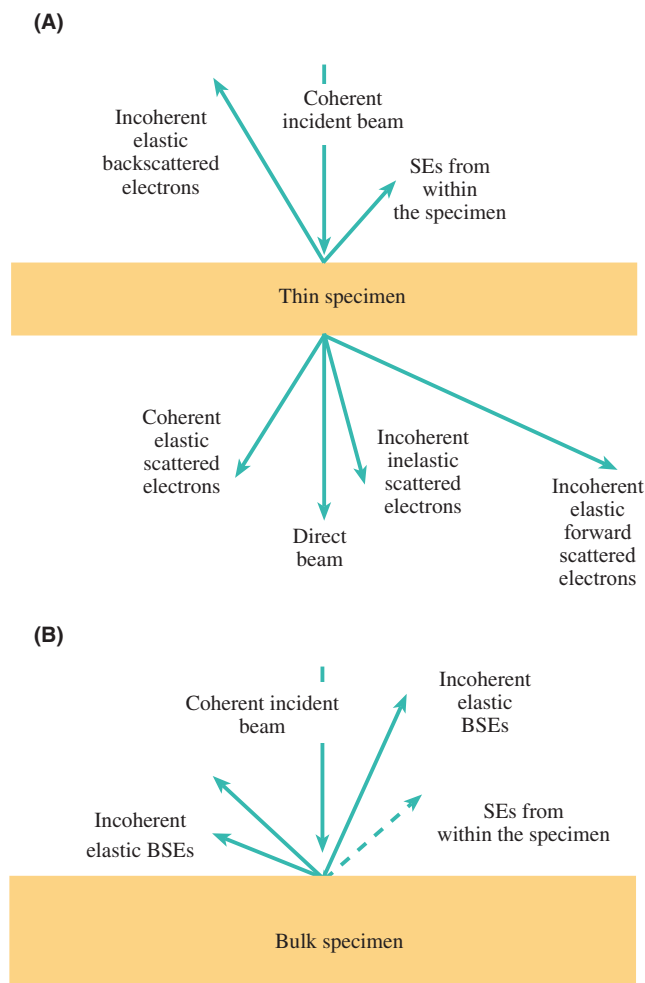 (A)
Coherent
incident beam
Incoherent
elastic
backscattered
electrons
SEs from
within
the specimen
Thin specimen
Coherent
elastic
scattered
electrons
Direct
beam
Incoherent
inelastic
scattered
electrons
Incoherent
elastic
forward
scattered
electrons
(B)
Coherent incident
beam
Incoherent
elastic
BSEs
Incoherent
elastic BSEs
SEs from
within the specimen
Bulk specimen